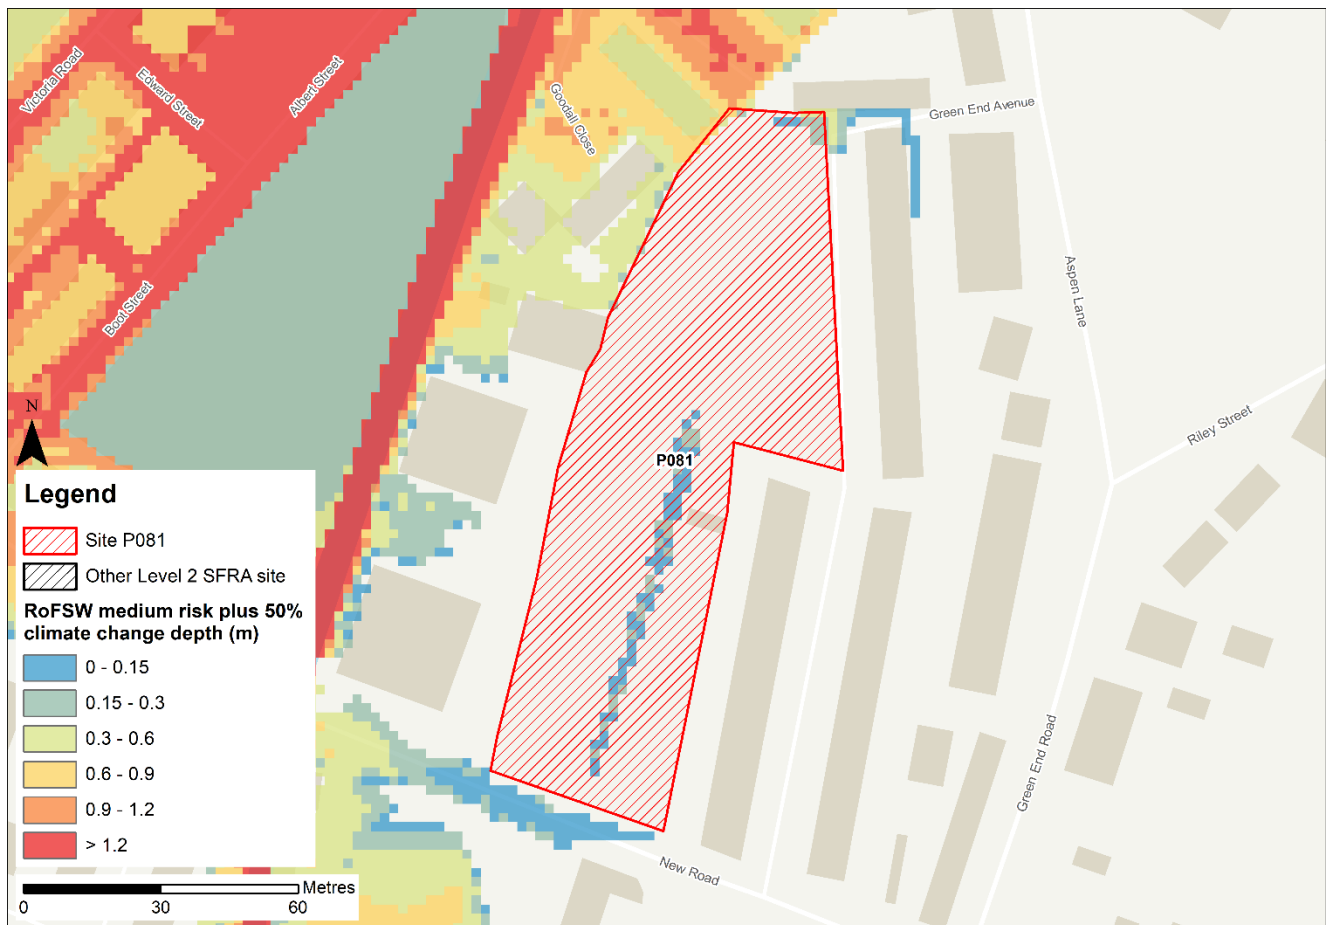 Victoria Road
Edward Street
Albert Street
Goodall Close
Green End Avenue
Boot Street
Aspen Lane
Riley Street
P081
N
Legend
Site P081
Other Level 2 SFRA site
RoFSW medium risk plus 50%
climate change depth (m)
0 - 0.15
0.15 - 0.3
0.3 - 0.6
0.6 - 0.9
0.9 - 1.2
> 1.2
Metres
0 30 60
New Road
Green End Road